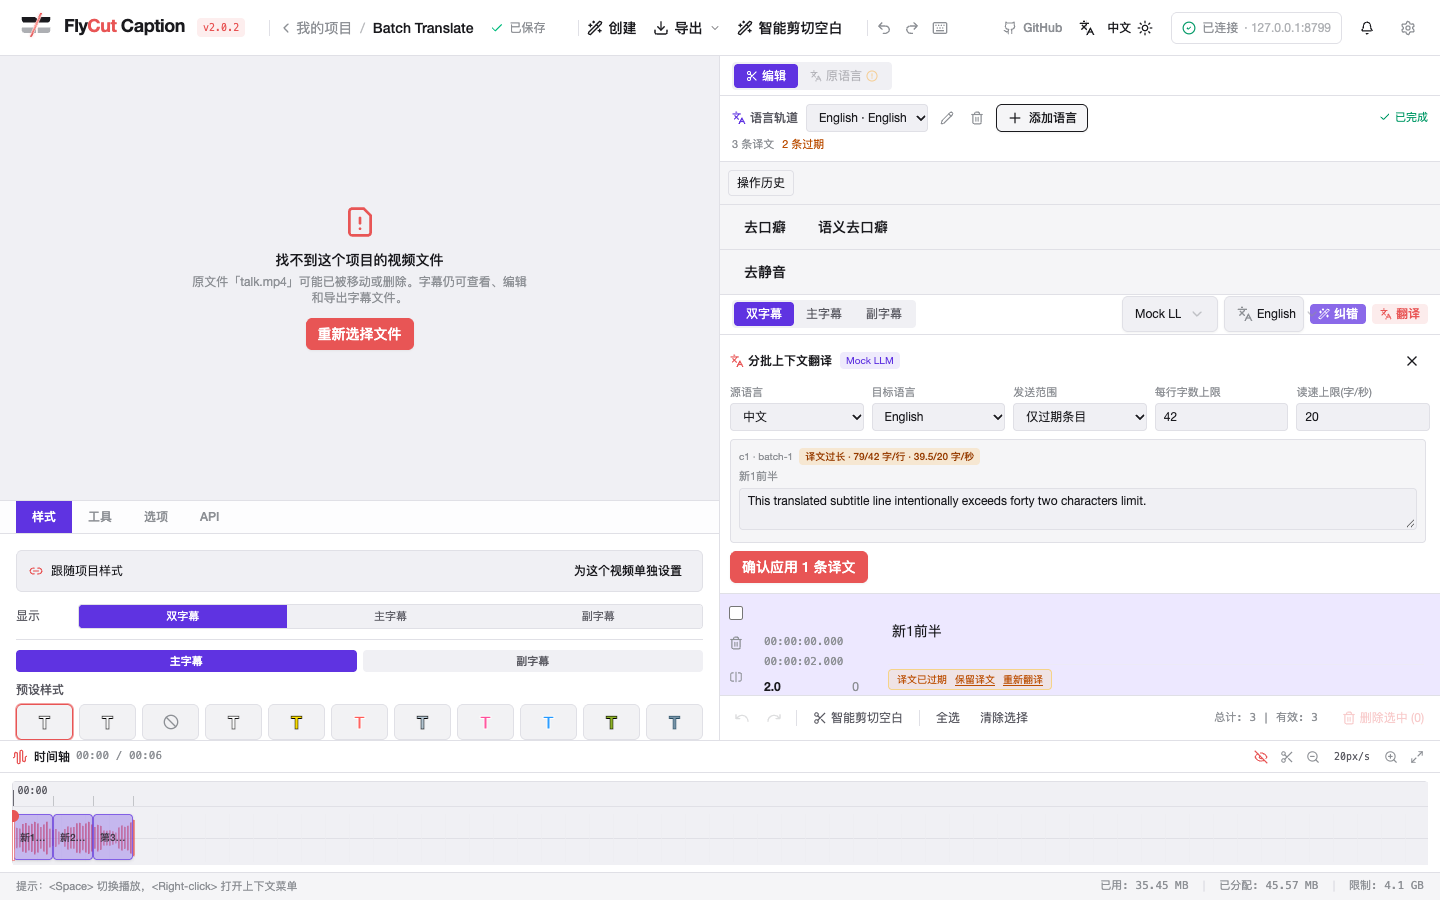 FlyCut Caption v2.0.2 我的项目 / Batch Translate 已保存 创建 导出 智能剪切空白 GitHub 中文 已连接 · 127.0.0.1:8799
找不到这个项目的视频文件
原文件「talk.mp4」可能已被移动或删除。字幕仍可查看、编辑
和导出字幕文件。
重新选择文件
样式 工具 选项 API
跟随项目样式 为这个视频单独设置
显示 双字幕 主字幕 副字幕
主字幕 副字幕
预设样式
T T T T T T T T T T
编辑 原语言
语言轨道 English · English 添加语言 已完成
3 条译文 2 条过期
操作历史
去口癖 语义去口癖
去静音
双字幕 主字幕 副字幕 Mock LL English 纠错 翻译
分批上下文翻译 Mock LLM
源语言 目标语言 发送范围 每行字数上限 读速上限(字/秒)
中文 English 仅过期条目 42 20
c1 · batch-1 译文过长 · 79/42 字/行 · 39.5/20 字/秒
新1前半
This translated subtitle line intentionally exceeds forty two characters limit.
确认应用 1 条译文
新1前半
00:00:00.000
00:00:02.000
2.0 0 译文已过期 保留译文 重新翻译
智能剪切空白 全选 清除选择 总计: 3 | 有效: 3 删除选中 (0)
时间轴 00:00 / 00:06 20px/s
00:00
新1... 新2... 第3...
提示: <Space> 切换播放, <Right-click> 打开上下文菜单 已用: 35.45 MB 已分配: 45.57 MB 限制: 4.1 GB